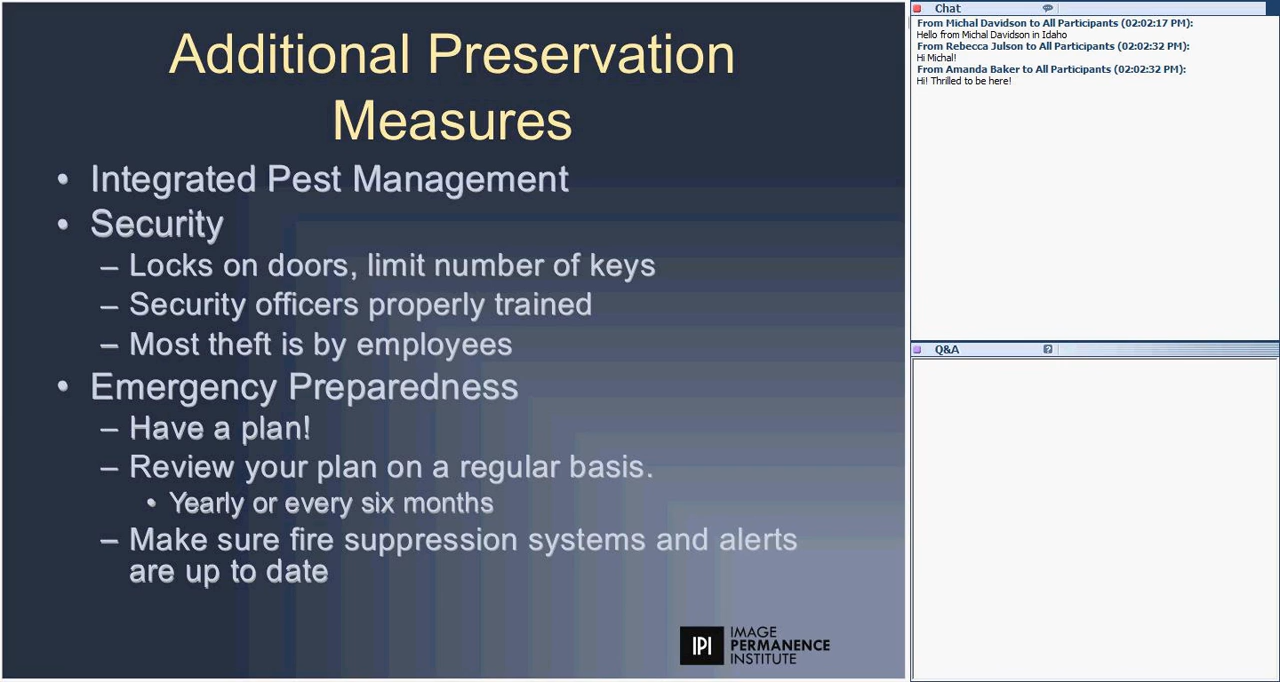 Additional Preservation
Measures
• Integrated Pest Management
• Security
– Locks on doors, limit number of keys
– Security officers properly trained
– Most theft is by employees
• Emergency Preparedness
– Have a plan!
– Review your plan on a regular basis.
• Yearly or every six months
– Make sure fire suppression systems and alerts
are up to date
IPI
IMAGE
PERMANENCE
INSTITUTE
Chat
From Michal Davidson to All Participants (02:02:17 PM):
Hello from Michal Davidson in Idaho
From Rebecca Julson to All Participants (02:02:32 PM):
Hi Michal!
From Amanda Baker to All Participants (02:02:32 PM):
Hi! Thrilled to be here!
Q&A
?